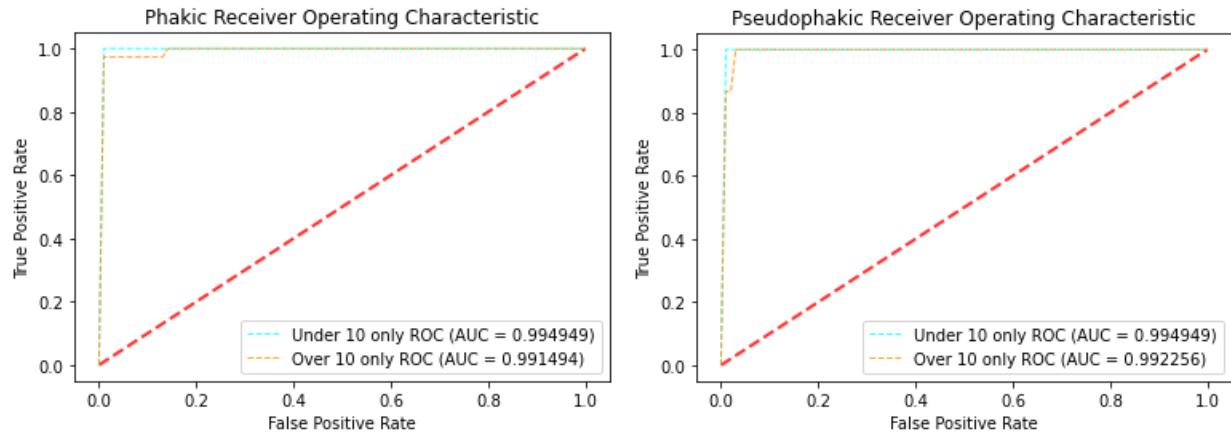 Phakic Receiver Operating Characteristic
True Positive Rate
1.0
0.8
0.6
0.4
0.2
0.0
Under 10 only ROC (AUC = 0.994949)
Over 10 only ROC (AUC = 0.991494)
0.0 0.2 0.4 0.6 0.8 1.0
False Positive Rate
Pseudophakic Receiver Operating Characteristic
True Positive Rate
1.0
0.8
0.6
0.4
0.2
0.0
Under 10 only ROC (AUC = 0.994949)
Over 10 only ROC (AUC = 0.992256)
0.0 0.2 0.4 0.6 0.8 1.0
False Positive Rate